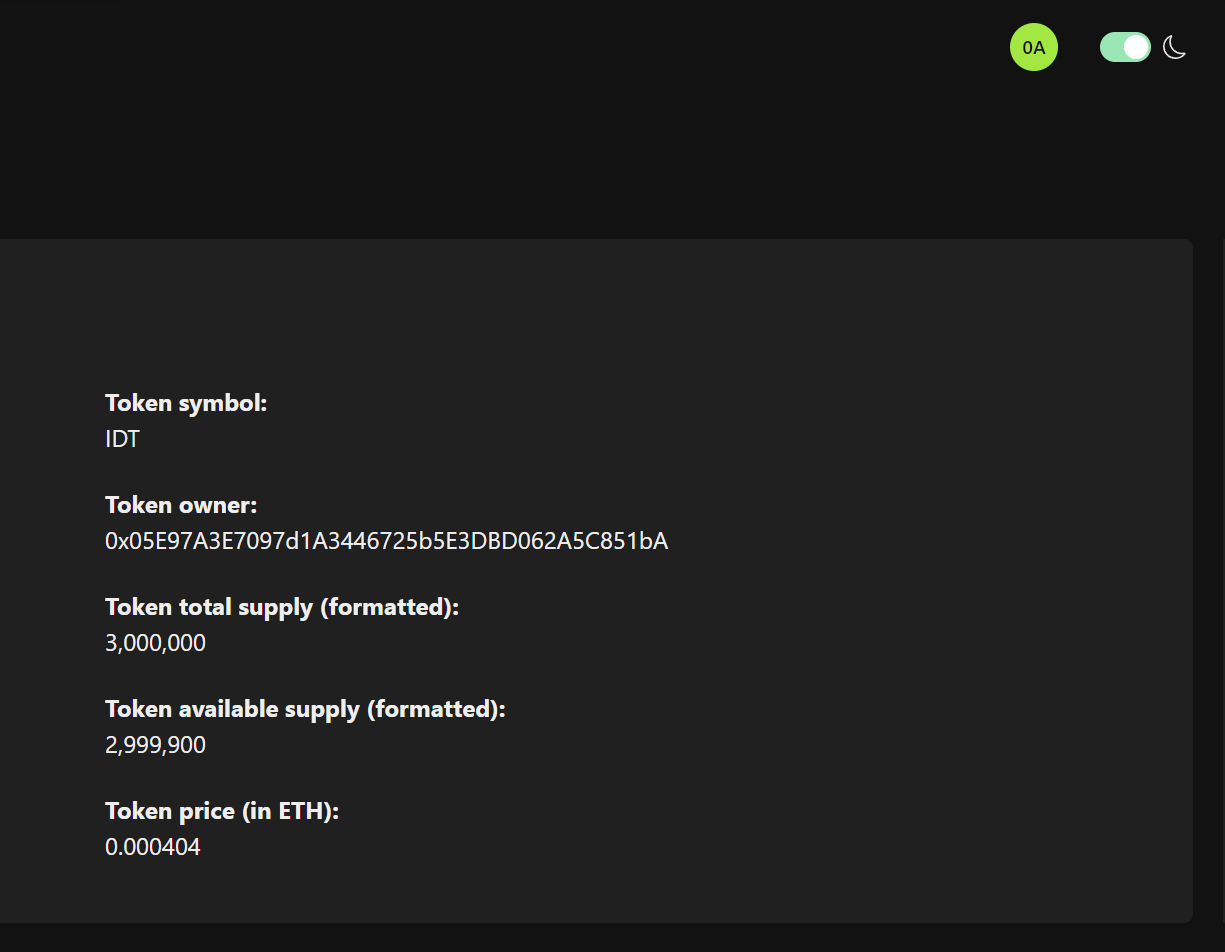 0A
Token symbol:
IDT
Token owner:
0x05E97A3E7097d1A3446725b5E3DBD062A5C851bA
Token total supply (formatted):
3,000,000
Token available supply (formatted):
2,999,900
Token price (in ETH):
0.000404